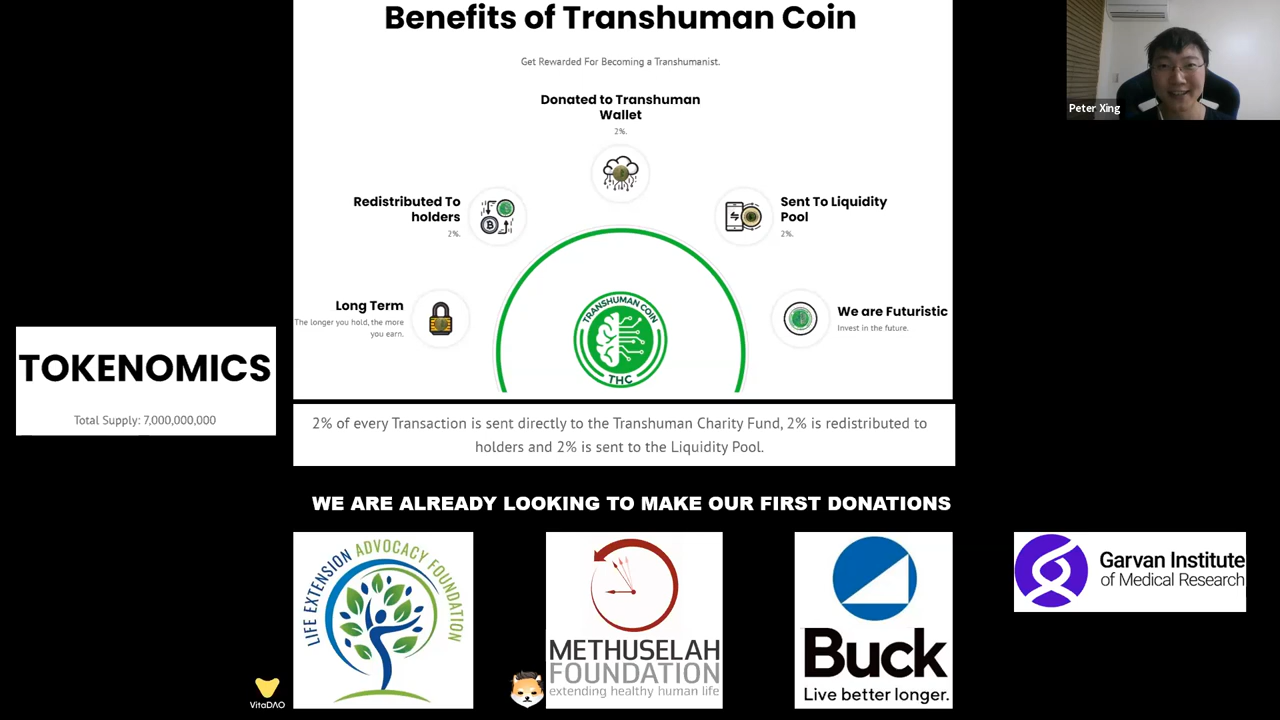 Benefits of Transhuman Coin
Get Rewarded For Becoming a Transhumanist.
Peter Xing
Donated to Transhuman
Wallet
2%.
Redistributed To
holders
2%.
Sent To Liquidity
Pool
2%.
Long Term
The longer you hold, the more
you earn.
TRANSHUMAN COIN
THC
We are Futuristic
Invest in the future.
TOKENOMICS
Total Supply: 7,000,000,000
2% of every Transaction is sent directly to the Transhuman Charity Fund, 2% is redistributed to
holders and 2% is sent to the Liquidity Pool.
WE ARE ALREADY LOOKING TO MAKE OUR FIRST DONATIONS
VitaDAO
LIFE EXTENSION ADVOCACY FOUNDATION
METHUSELAH
FOUNDATION
extending healthy human life
Buck
Live better longer.
Garvan Institute
of Medical Research